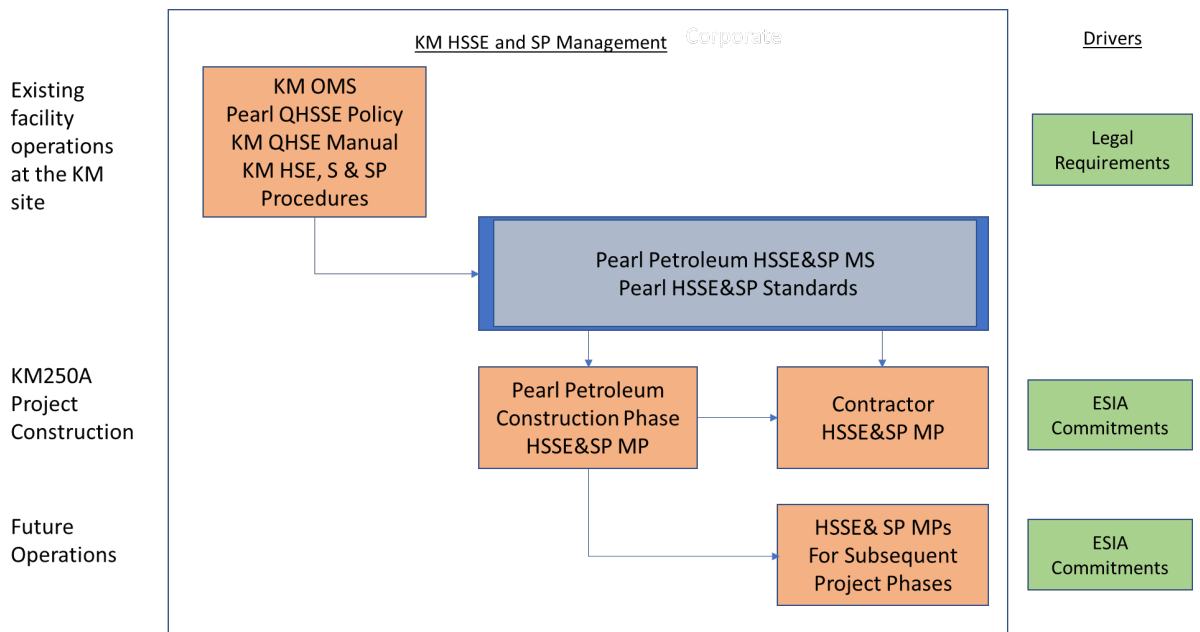 KM HSSE and SP Management
Corporate
Drivers
Existing
facility
operations
at the KM
site
KM OMS
Pearl QHSSE Policy
KM QHSE Manual
KM HSE, S & SP
Procedures
Legal
Requirements
Pearl Petroleum HSSE&SP MS
Pearl HSSE&SP Standards
KM250A
Project
Construction
Pearl Petroleum
Construction Phase
HSSE&SP MP
Contractor
HSSE&SP MP
ESIA
Commitments
Future
Operations
HSSE& SP MPs
For Subsequent
Project Phases
ESIA
Commitments